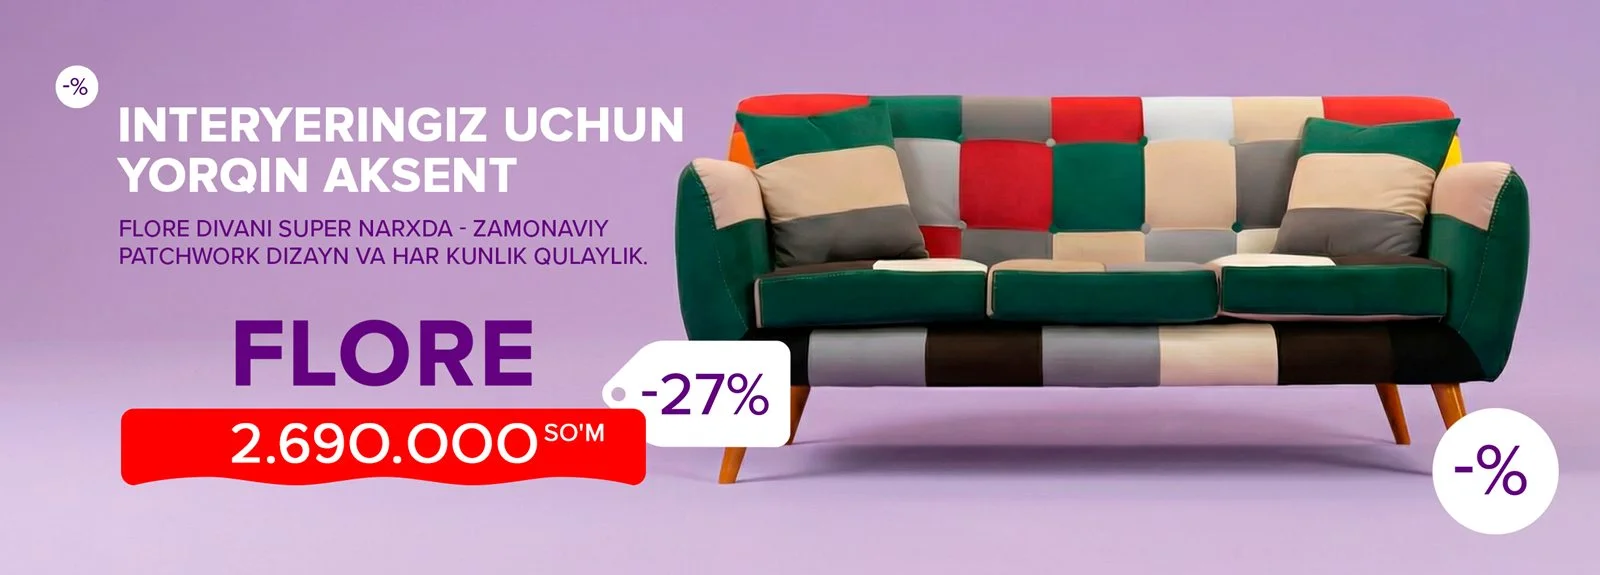 -%
INTERYERINGIZ UCHUN
YORQIN AKSENT
FLORE DIVANI SUPER NARXDA - ZAMONAVIY
PATCHWORK DIZAYN VA HAR KUNLIK QULAYLIK.
FLORE
-27%
2.690.000 SO'M
-%